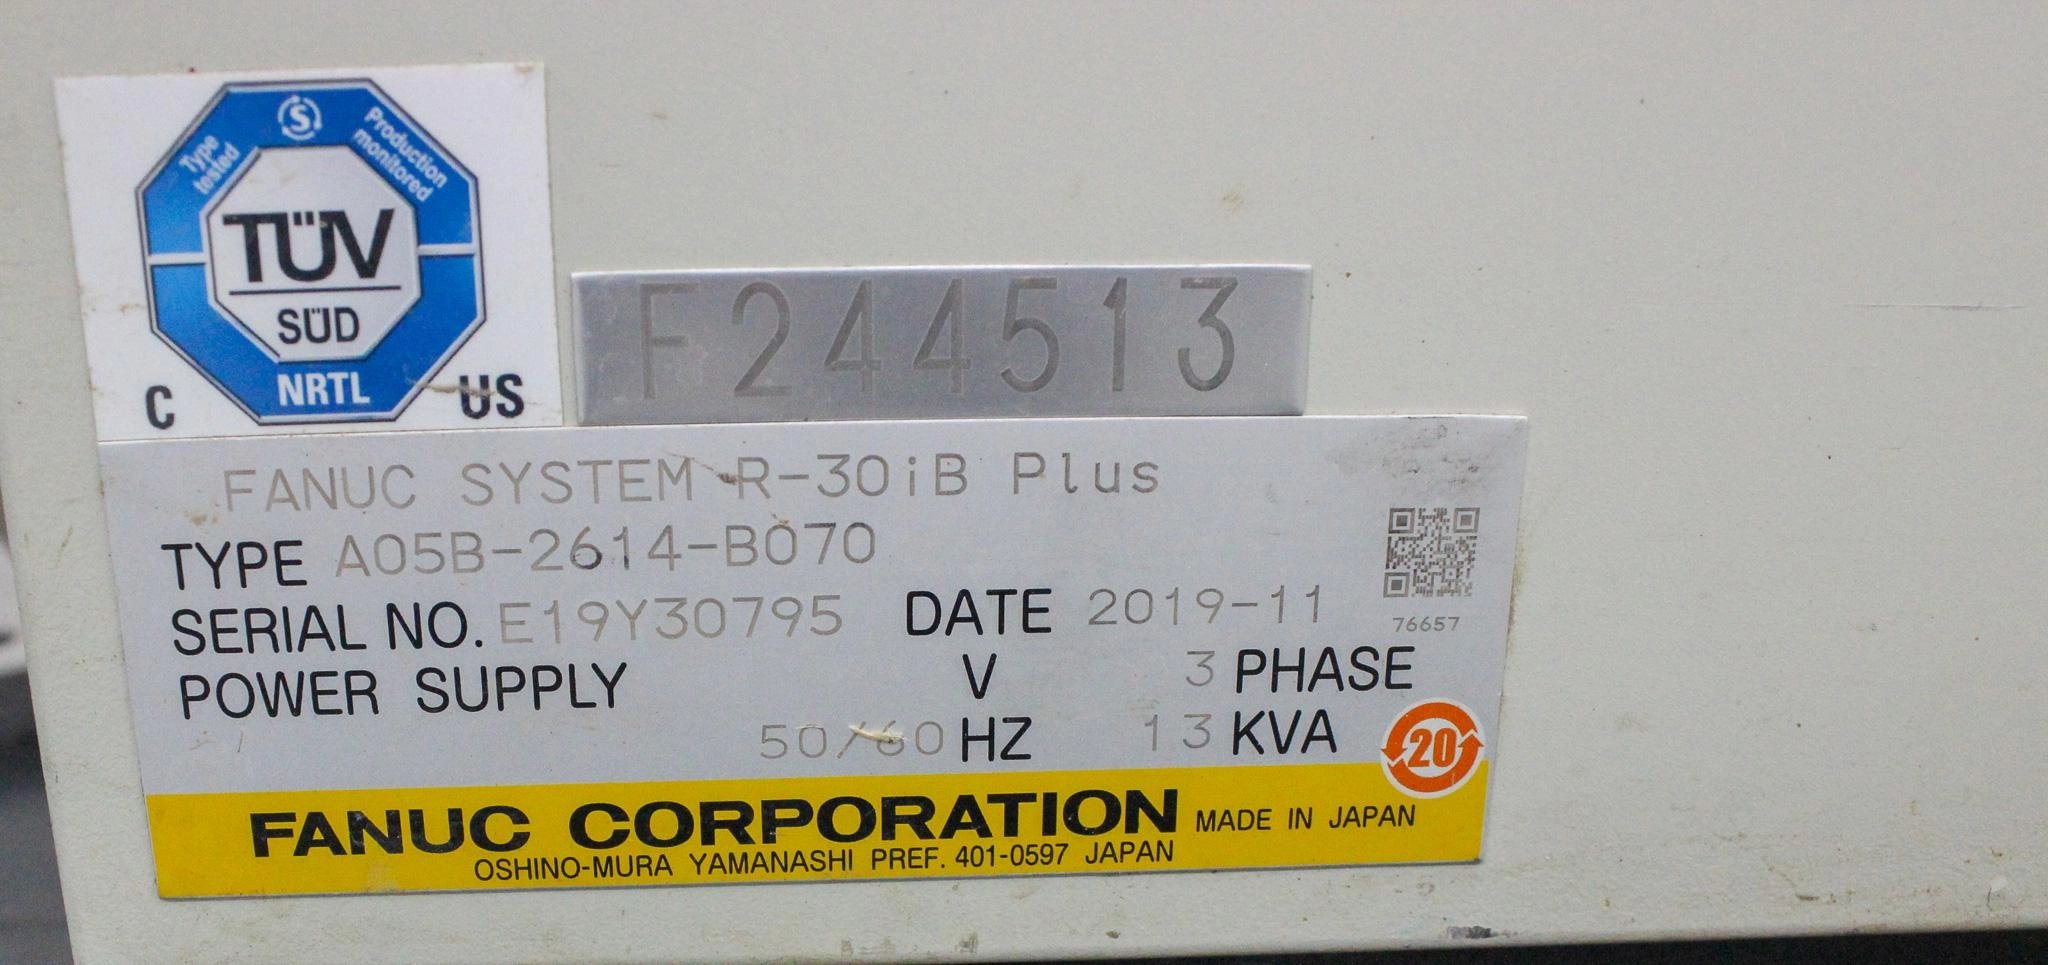 S
Type tested
Production monitored
TÜV
SÜD
NRTL
C US
F244513
FANUC SYSTEM R-30iB Plus
TYPE A05B-2614-B070
SERIAL NO. E19Y30795 DATE 2019-11
76657
POWER SUPPLY V 3 PHASE
50/60 HZ 13 KVA
20
FANUC CORPORATION MADE IN JAPAN
OSHINO-MURA YAMANASHI PREF. 401-0597 JAPAN